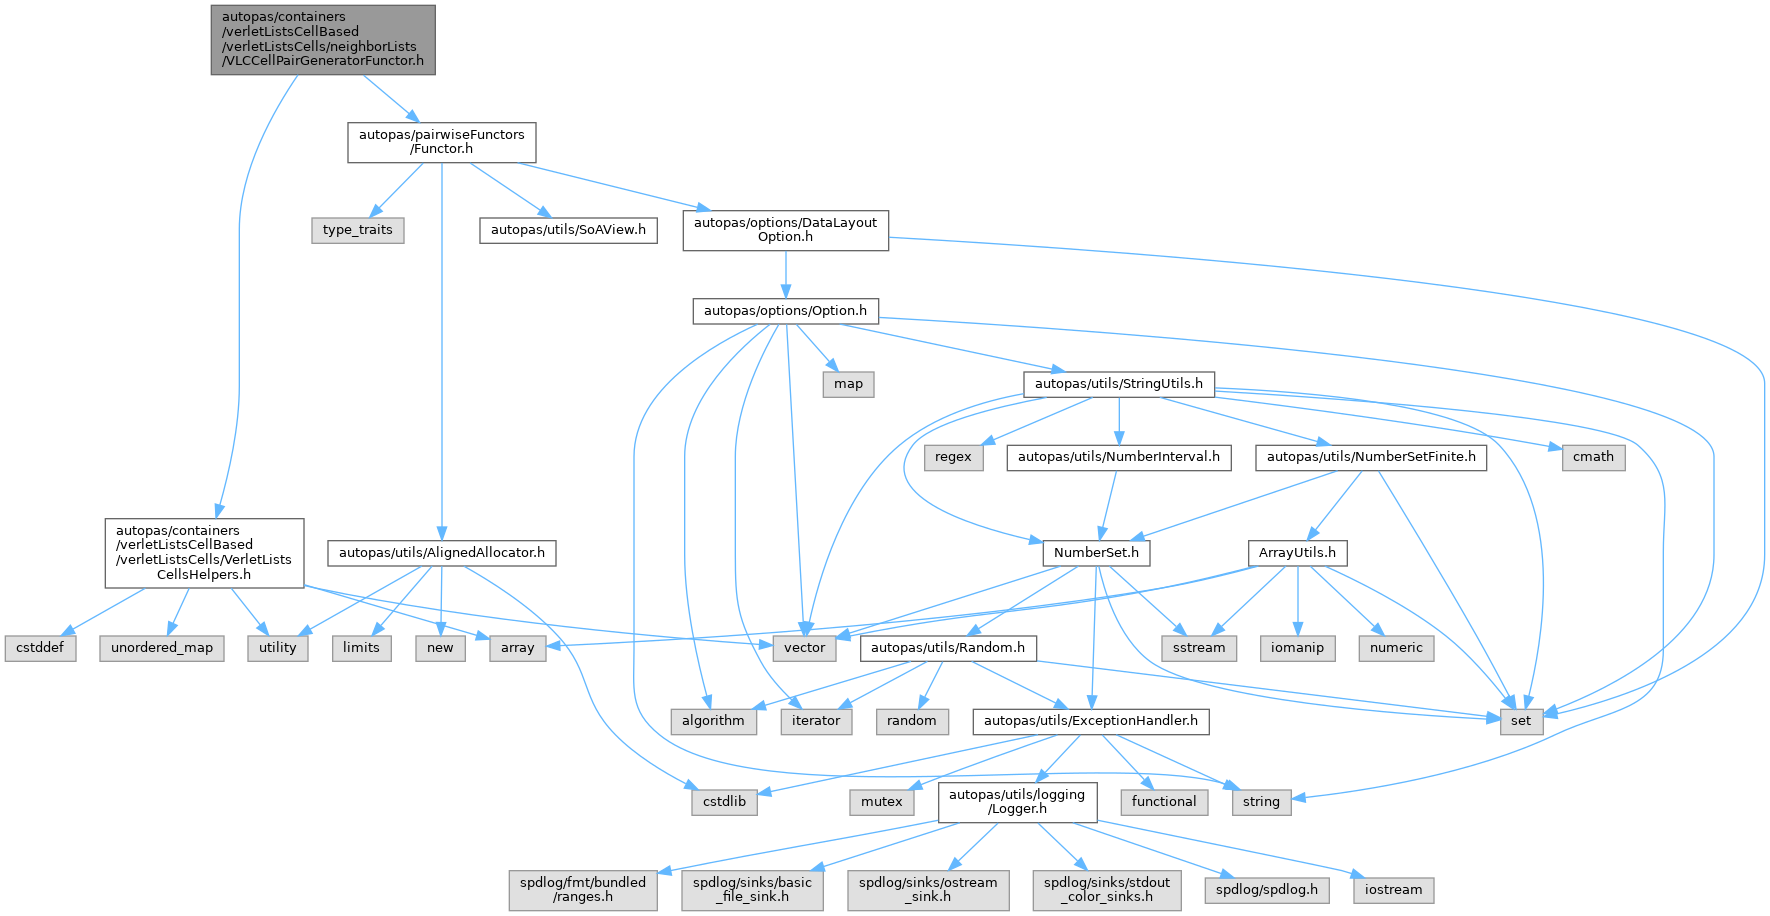 autopas/containers
/verletListsCellBased
/verletListsCells/neighborLists
/VLCCellPairGeneratorFunctor.h
autopas/pairwiseFunctors
/Functor.h
type_traits
autopas/utils/SoAView.h
autopas/options/DataLayout
Option.h
autopas/options/Option.h
map
autopas/utils/StringUtils.h
regex
autopas/utils/NumberInterval.h
autopas/utils/NumberSetFinite.h
cmath
autopas/containers
/verletListsCellBased
/verletListsCells/VerletLists
CellsHelpers.h
autopas/utils/AlignedAllocator.h
NumberSet.h
ArrayUtils.h
cstddef
unordered_map
utility
limits
new
array
vector
autopas/utils/Random.h
sstream
iomanip
numeric
algorithm
iterator
random
autopas/utils/ExceptionHandler.h
set
cstdlib
mutex
autopas/utils/logging
/Logger.h
functional
string
spdlog/fmt/bundled
/ranges.h
spdlog/sinks/basic
_file_sink.h
spdlog/sinks/ostream
_sink.h
spdlog/sinks/stdout
_color_sinks.h
spdlog/spdlog.h
iostream